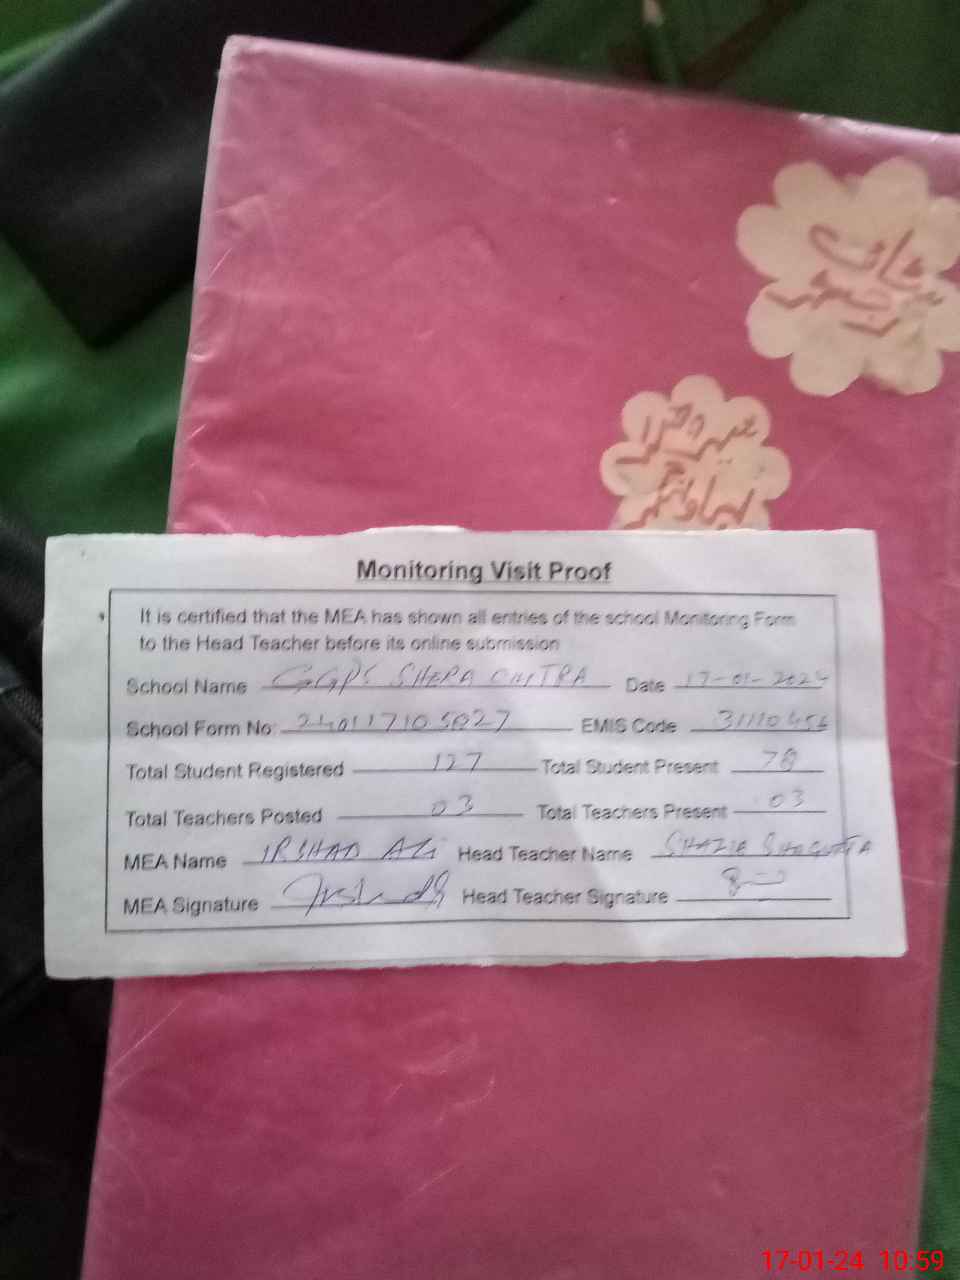 Monitoring Visit Proof
It is certified that the MEA has shown all entries of the school Monitoring Form
to the Head Teacher before its online submission
School Name GGPS SHERA Date 17-01-2024
School Form No: EMIS Code 31110456
Total Student Registered 127 Total Student Present 78
Total Teachers Posted 03 Total Teachers Present 03
MEA Name IRSHAD ALI Head Teacher Name SHAZIA SHAGUFTA
MEA Signature Head Teacher Signature
17-01-24 10:59